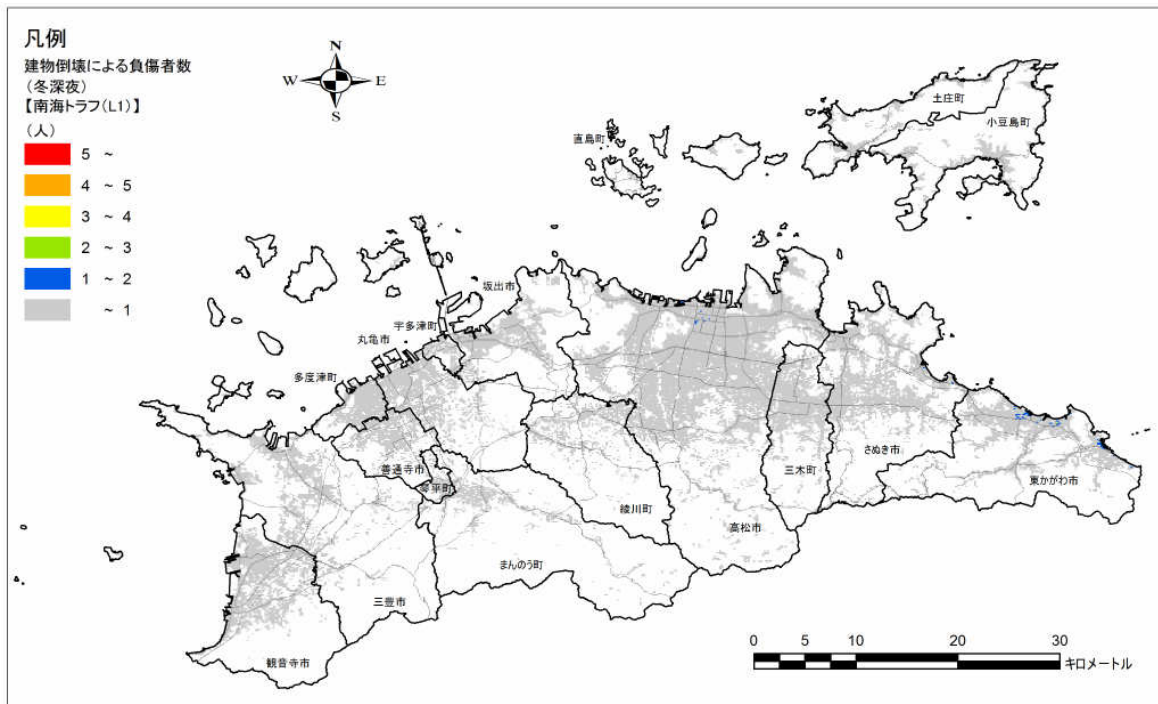 凡例
建物倒壊による負傷者数
(冬深夜)
【南海トラフ(L1)】
(人)
5 ~
4 ~ 5
3 ~ 4
2 ~ 3
1 ~ 2
~ 1
N
W E
S
土庄町
小豆島町
直島町
坂出市
宇多津町
丸亀市
多度津町
善通寺市
琴平町
さぬき市
三木町
東かがわ市
綾川町
高松市
まんのう町
三豊市
観音寺市
0 5 10 20 30
キロメートル